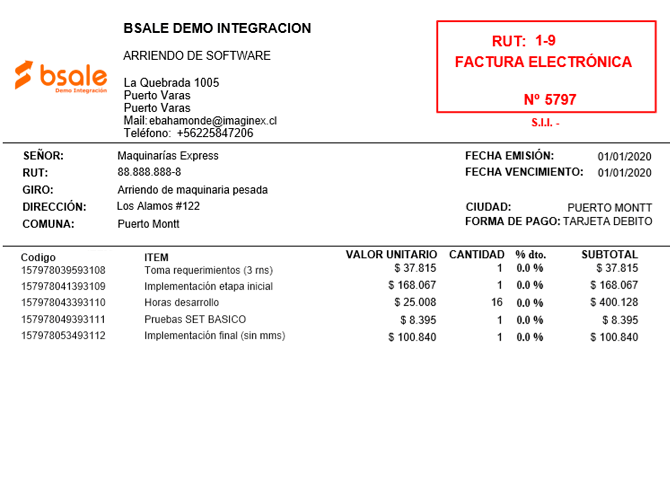 BSALE DEMO INTEGRACION
ARRIENDO DE SOFTWARE
bsale
Demo Integración
La Quebrada 1005
Puerto Varas
Puerto Varas
Mail: ebahamonde@imaginex.cl
Teléfono: +56225847206
RUT: 1-9
FACTURA ELECTRÓNICA
Nº 5797
S.I.I. -
SEÑOR: Maquinarías Express
RUT: 88.888.888-8
GIRO: Arriendo de maquinaria pesada
DIRECCIÓN: Los Alamos #122
COMUNA: Puerto Montt
FECHA EMISIÓN: 01/01/2020
FECHA VENCIMIENTO: 01/01/2020
CIUDAD: PUERTO MONTT
FORMA DE PAGO: TARJETA DEBITO
Codigo ITEM VALOR UNITARIO CANTIDAD % dto. SUBTOTAL
157978039593108 Toma requerimientos (3 rns) $ 37.815 1 0.0 % $ 37.815
157978041393109 Implementación etapa inicial $ 168.067 1 0.0 % $ 168.067
157978043393110 Horas desarrollo $ 25.008 16 0.0 % $ 400.128
157978049393111 Pruebas SET BASICO $ 8.395 1 0.0 % $ 8.395
157978053493112 Implementación final (sin mms) $ 100.840 1 0.0 % $ 100.840